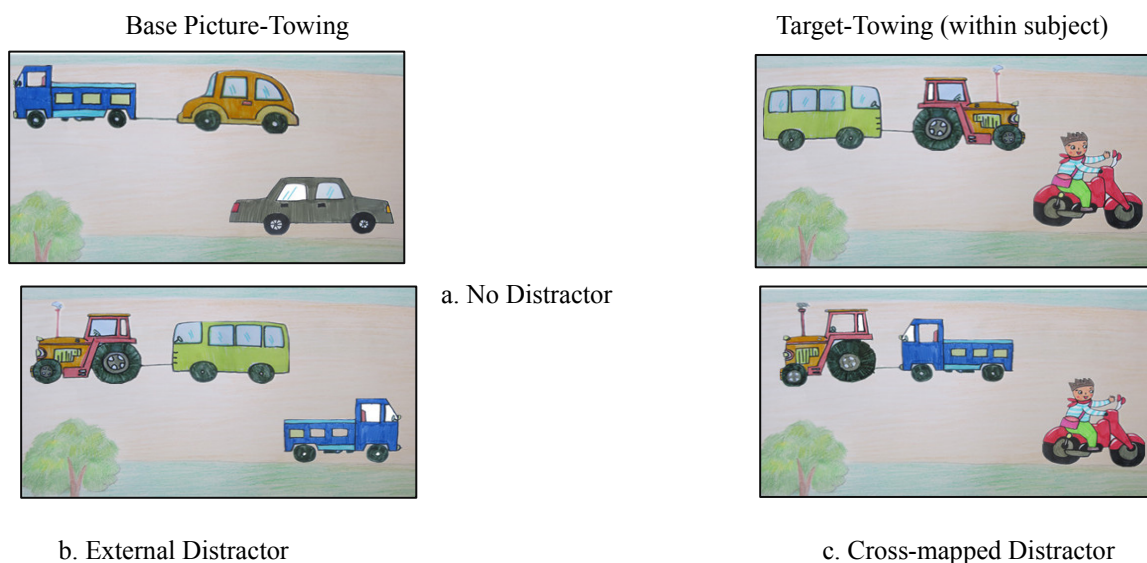 Base Picture-Towing
Target-Towing (within subject)
a. No Distractor
b. External Distractor
c. Cross-mapped Distractor